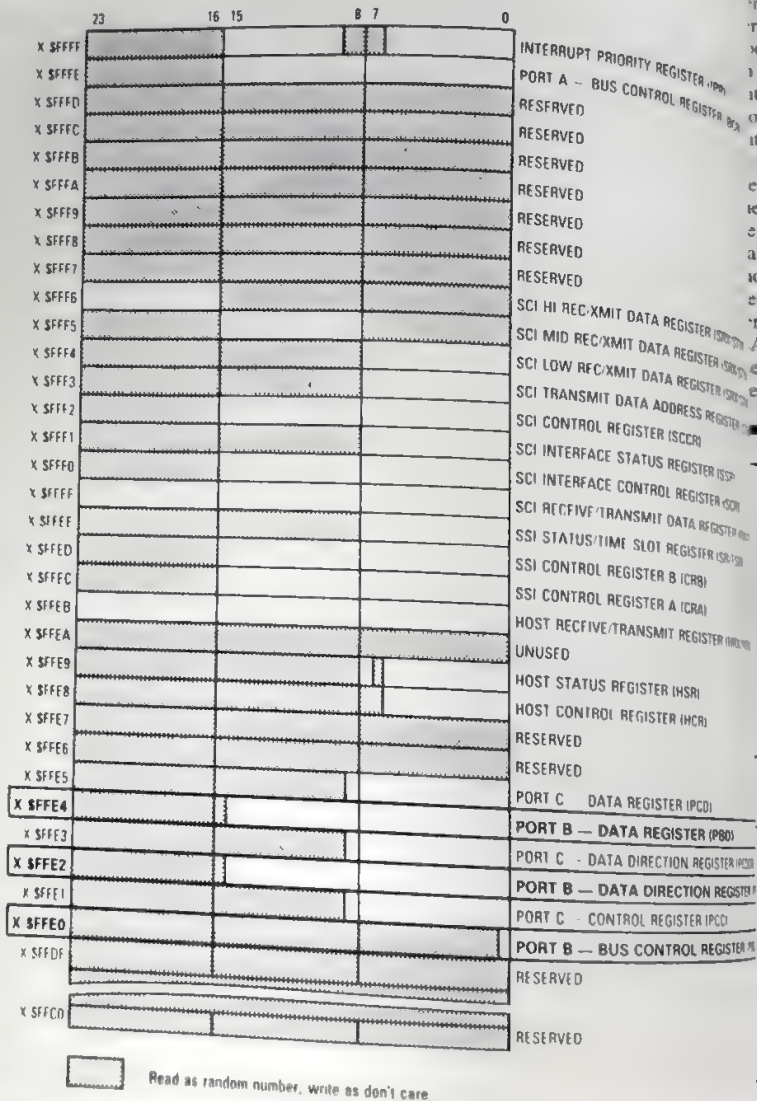 23 16 15 8 7 0
X $FFFF INTERRUPT PRIORITY REGISTER (IPR)
X $FFFE PORT A — BUS CONTROL REGISTER BCR
X $FFFD RESERVED
X $FFFC RESERVED
X $FFFB RESERVED
X $FFFA RESERVED
X $FFF9 RESERVED
X $FFF8 RESERVED
X $FFF7 RESERVED
X $FFF6 SCI HI REC/XMIT DATA REGISTER
X $FFF5 SCI MID REC/XMIT DATA REGISTER
X $FFF4 SCI LOW REC/XMIT DATA REGISTER
X $FFF3 SCI TRANSMIT DATA ADDRESS REGISTER
X $FFF2 SCI CONTROL REGISTER (SCCR)
X $FFF1 SCI INTERFACE STATUS REGISTER (SSR)
X $FFF0 SCI INTERFACE CONTROL REGISTER (SCR)
X $FFEF SCI RECEIVE/TRANSMIT DATA REGISTER
X $FFEE SSI STATUS/TIME SLOT REGISTER (SR/TSR)
X $FFED SSI CONTROL REGISTER B (CRB)
X $FFEC SSI CONTROL REGISTER A (CRA)
X $FFEB HOST RECEIVE/TRANSMIT REGISTER
X $FFEA UNUSED
X $FFE9 HOST STATUS REGISTER (HSR)
X $FFE8 HOST CONTROL REGISTER (HCR)
X $FFE7 RESERVED
X $FFE6 RESERVED
X $FFE5 PORT C — DATA REGISTER (PCD)
X $FFE4 PORT B — DATA REGISTER (PBD)
X $FFE3 PORT C - DATA DIRECTION REGISTER
X $FFE2 PORT B — DATA DIRECTION REGISTER
X $FFE1 PORT C - CONTROL REGISTER (PCC)
X $FFE0 PORT B — BUS CONTROL REGISTER
X $FFDF RESERVED
X $FFC0 RESERVED
Read as random number, write as don't care